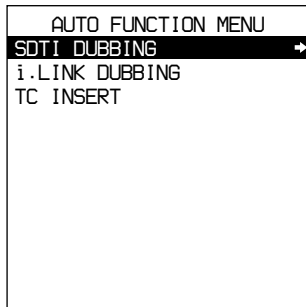 AUTO FUNCTION MENU
SDTI DUBBING →
i.LINK DUBBING
TC INSERT